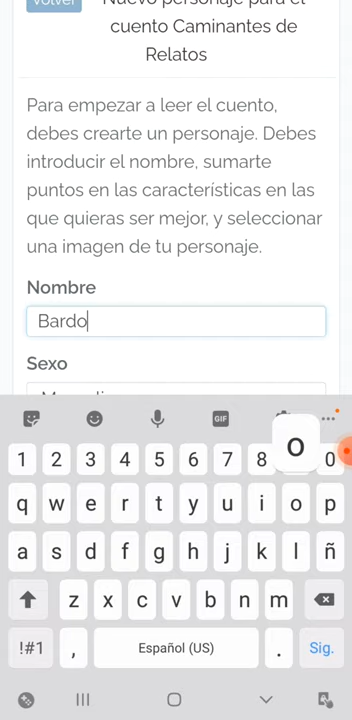 Volver
Nuevo personaje para el
cuento Caminantes de
Relatos
Para empezar a leer el cuento,
debes crearte un personaje. Debes
introducir el nombre, sumarte
puntos en las características en las
que quieras ser mejor, y seleccionar
una imagen de tu personaje.
Nombre
Bardo
Sexo
Masculino
GIF
o
1 2 3 4 5 6 7 8 0
q w e r t y u i o p
a s d f g h j k l ñ
z x c v b n m
!#1 , Español (US) . Sig.